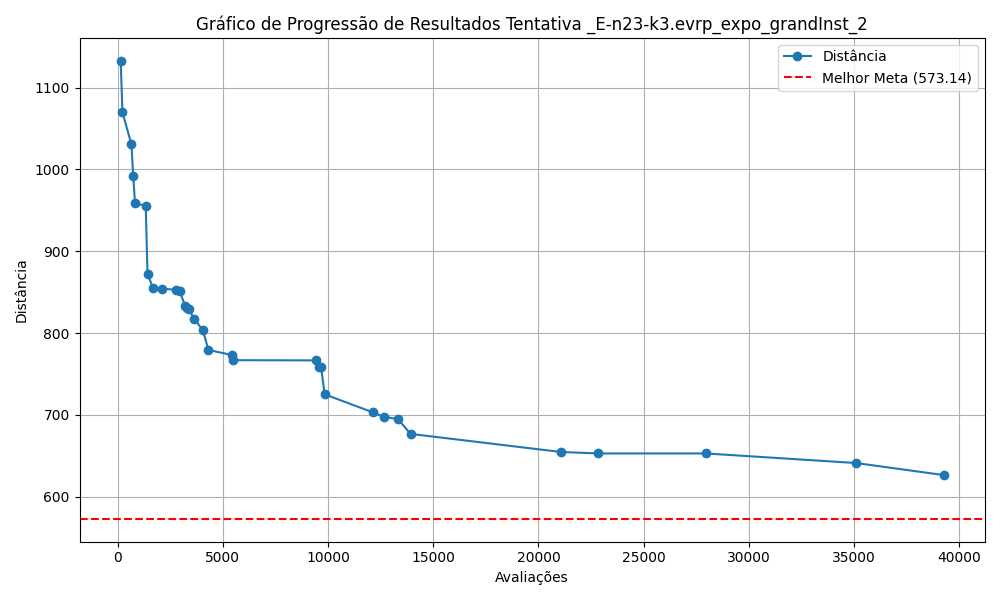 Gráfico de Progressão de Resultados Tentativa _E-n23-k3.evrp_expo_grandInst_2
Distância
Melhor Meta (573.14)
1100
1000
900
800
700
600
Distância
0 5000 10000 15000 20000 25000 30000 35000 40000
Avaliações